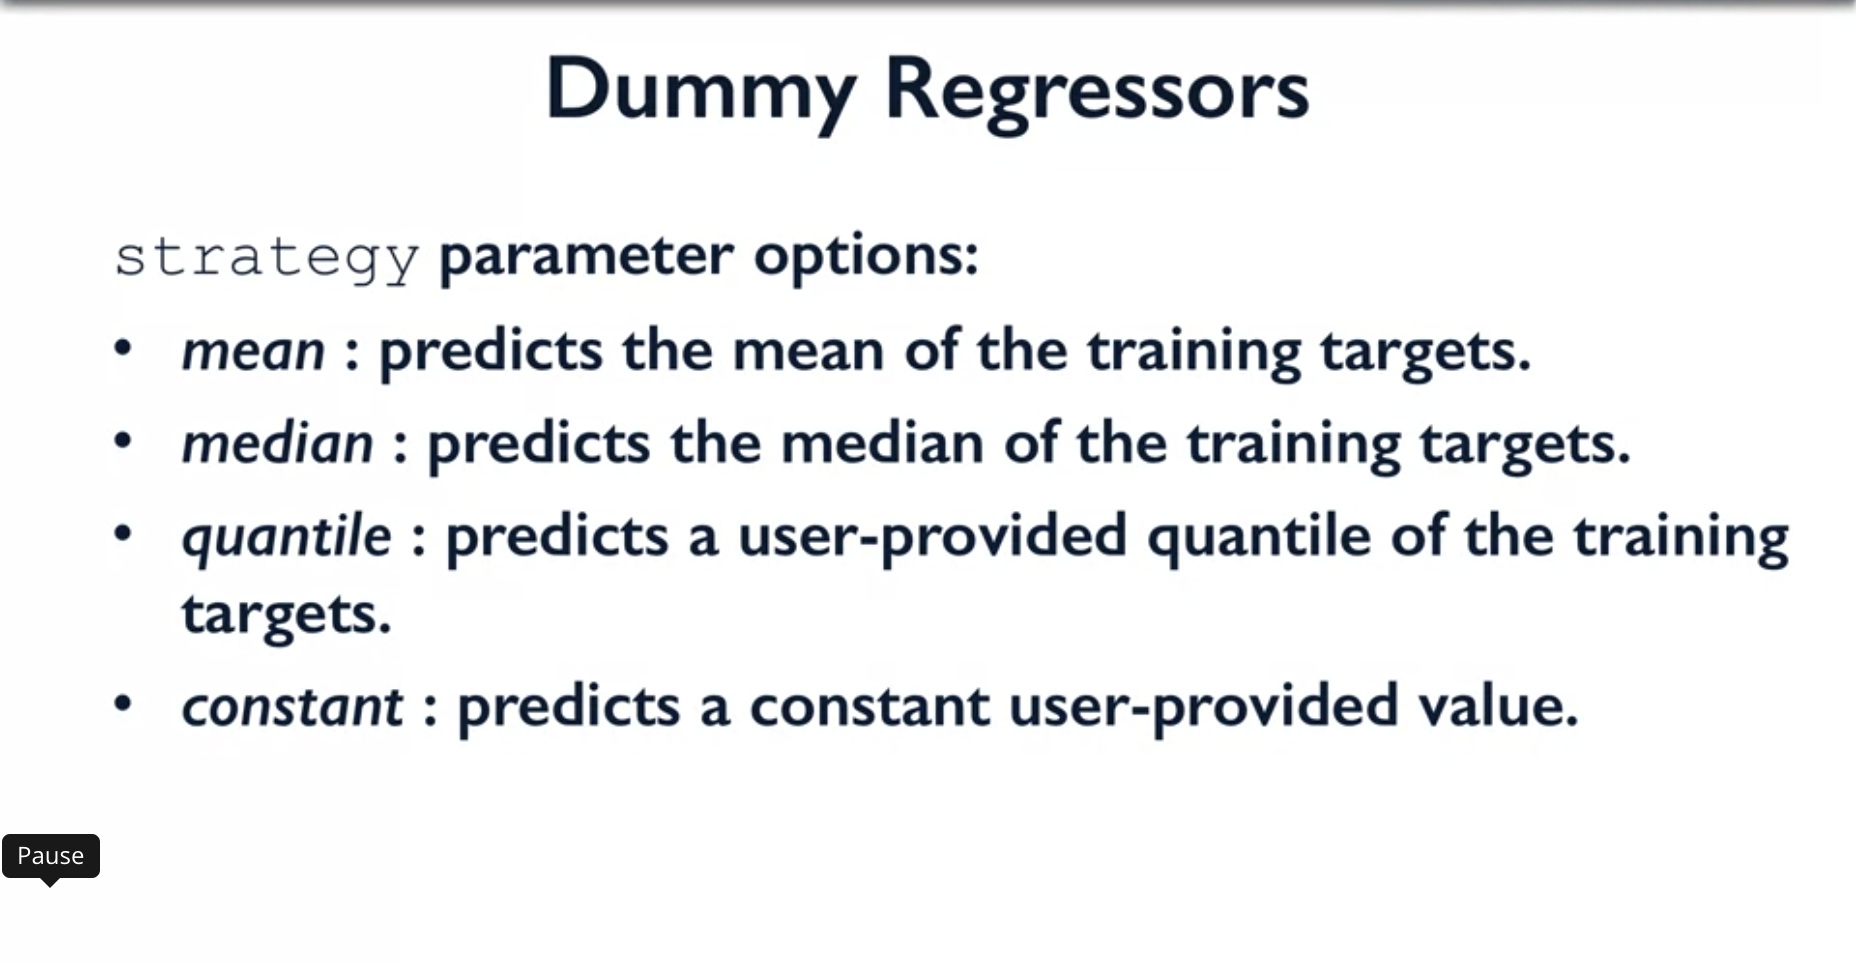 Dummy Regressors
strategy parameter options:
• mean : predicts the mean of the training targets.
• median : predicts the median of the training targets.
• quantile : predicts a user-provided quantile of the training
targets.
• constant : predicts a constant user-provided value.
Pause